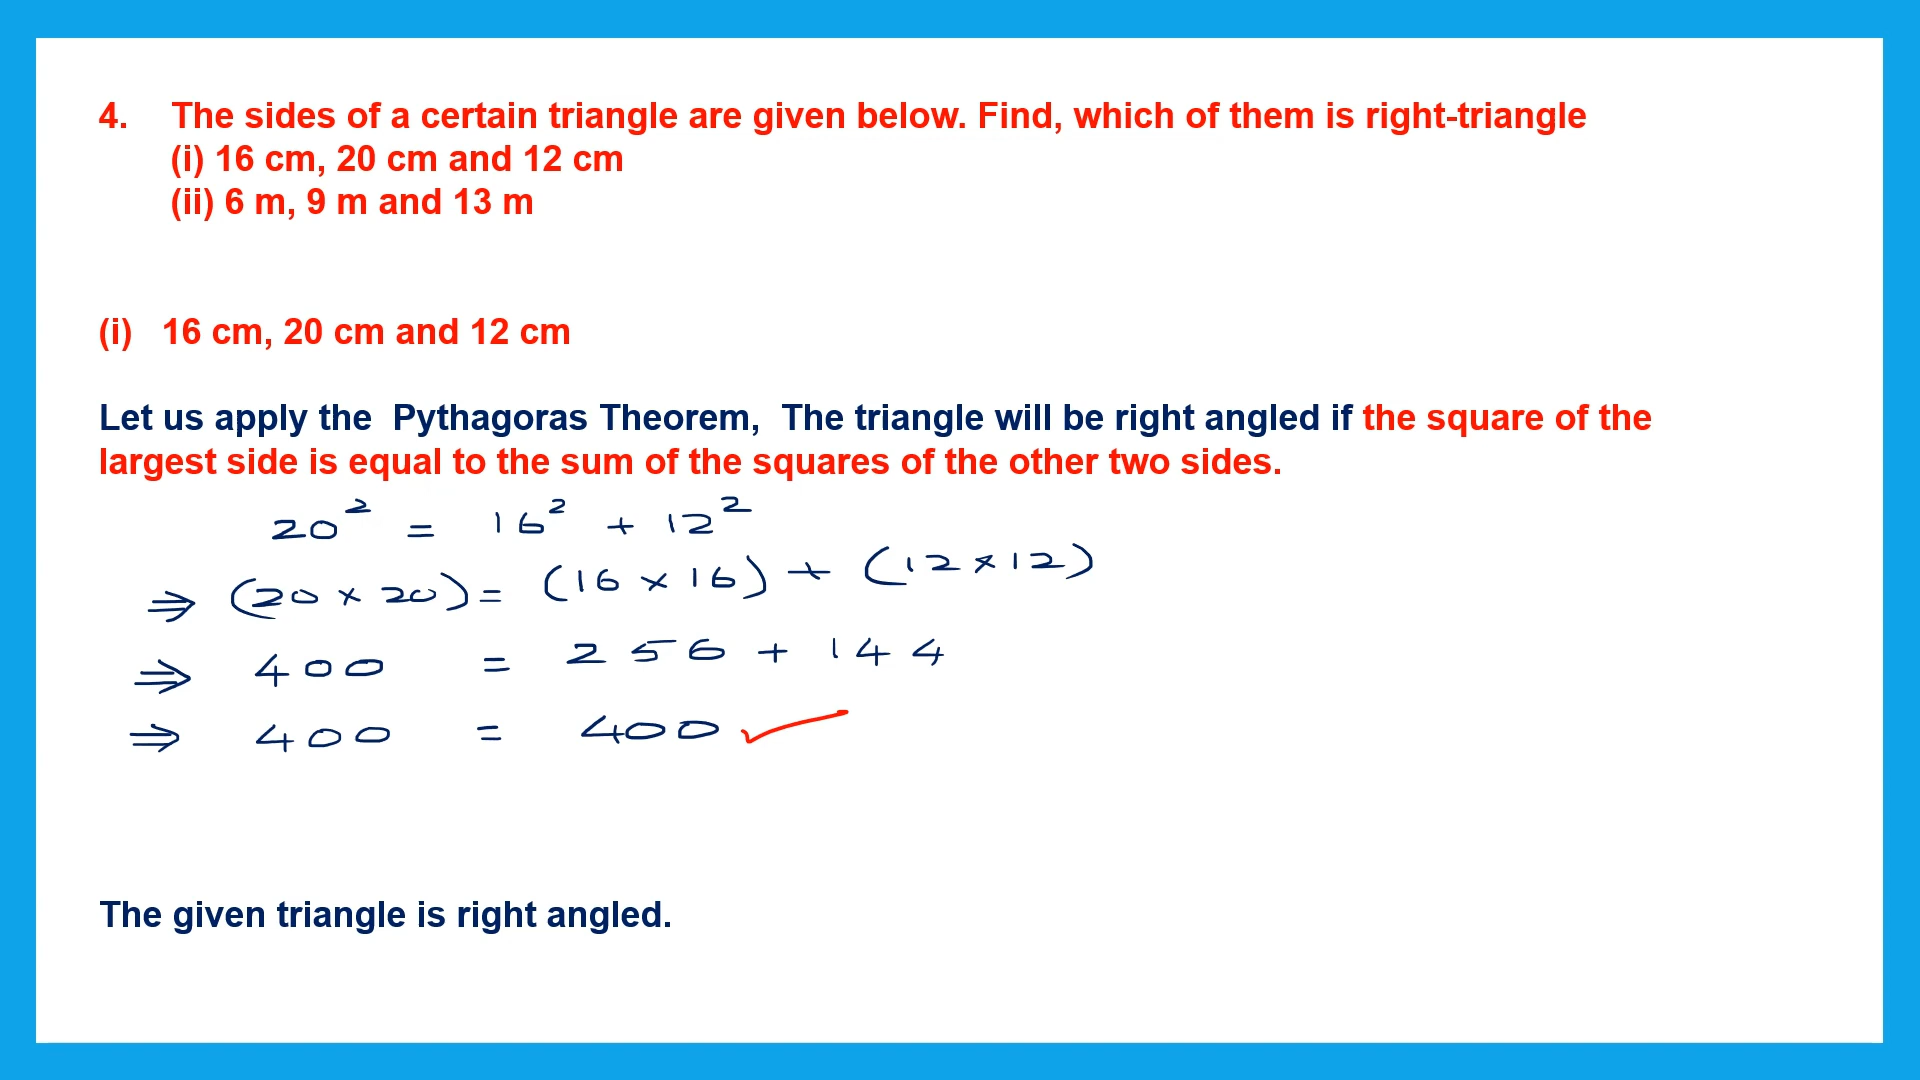 4. The sides of a certain triangle are given below. Find, which of them is right-triangle
(i) 16 cm, 20 cm and 12 cm
(ii) 6 m, 9 m and 13 m
(i) 16 cm, 20 cm and 12 cm
Let us apply the Pythagoras Theorem, The triangle will be right angled if the square of the
largest side is equal to the sum of the squares of the other two sides.
20² = 16² + 12²
⇒ (20 × 20) = (16 × 16) + (12 × 12)
⇒ 400 = 256 + 144
⇒ 400 = 400 ✓
The given triangle is right angled.